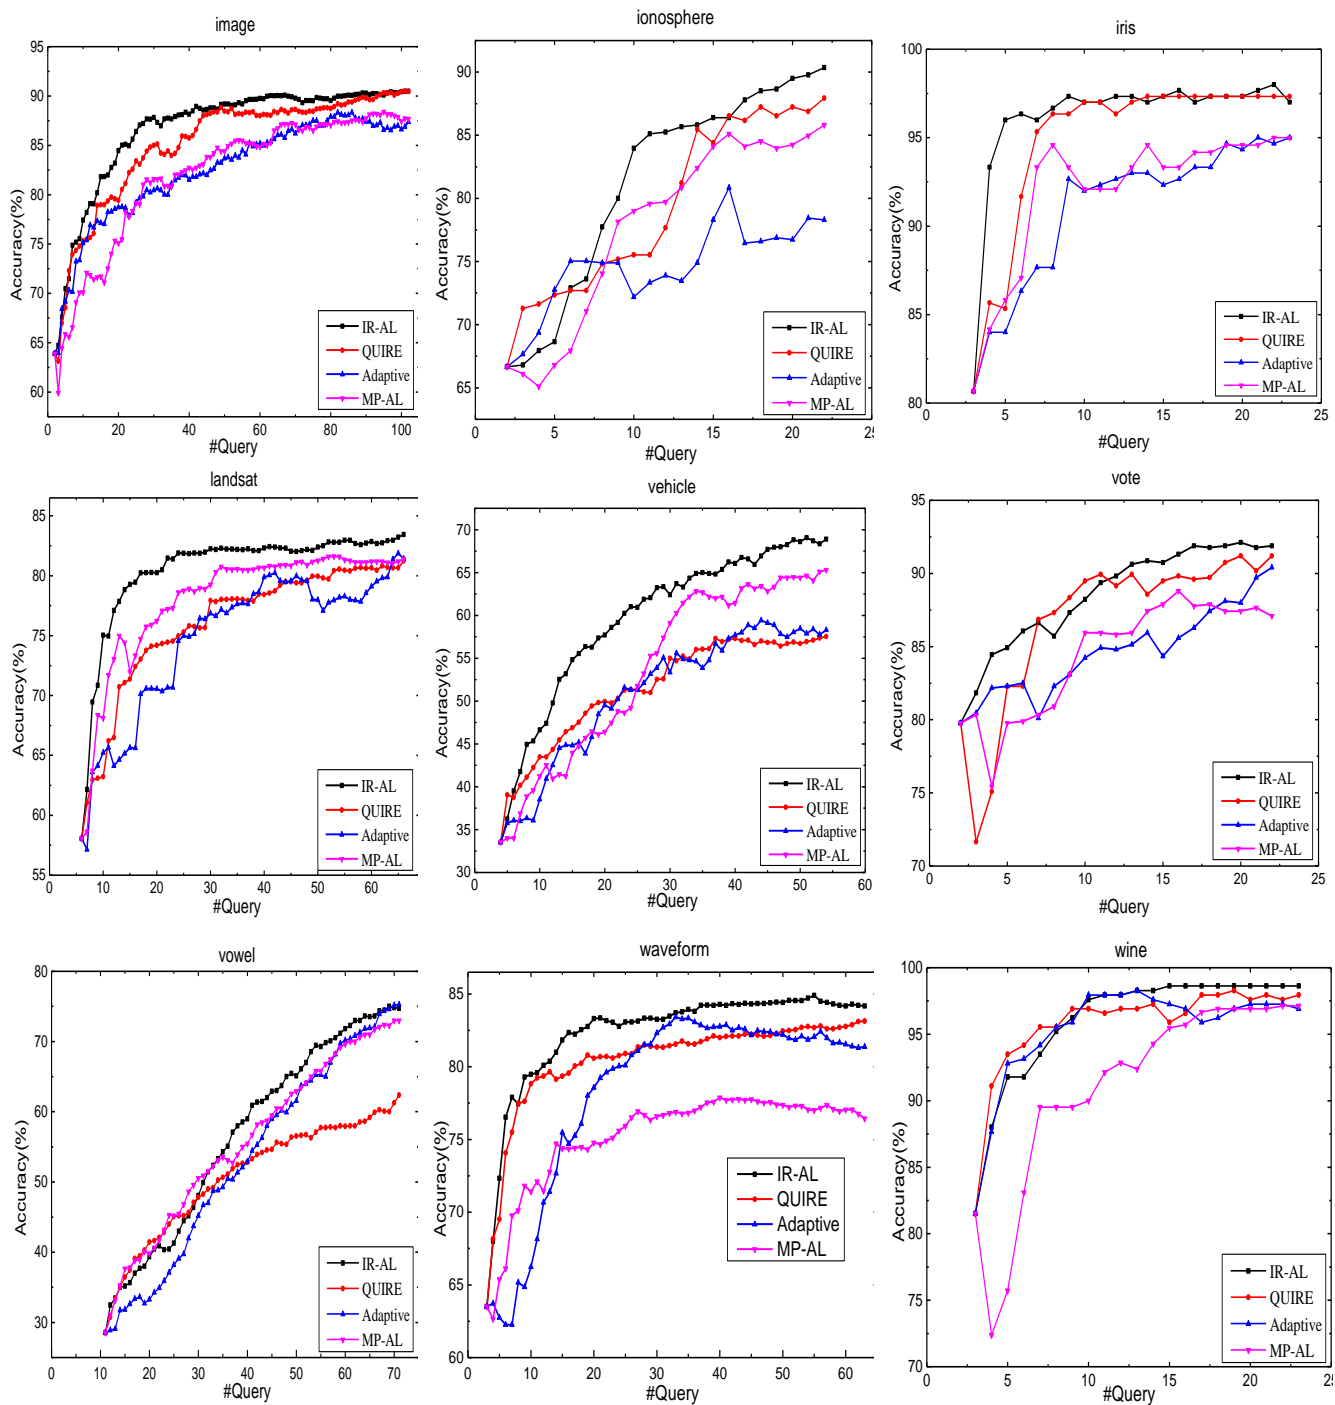 image
95
90
85
80
75
70
65
60
Accuracy(%)
0
20
40
60
80
100
#Query
IR-AL
QUIRE
Adaptive
MP-AL
ionosphere
90
85
80
75
70
65
Accuracy(%)
0
5
10
15
20
25
#Query
IR-AL
QUIRE
Adaptive
MP-AL
iris
100
95
90
85
80
Accuracy(%)
0
5
10
15
20
25
#Query
IR-AL
QUIRE
Adaptive
MP-AL
landsat
85
80
75
70
65
60
55
Accuracy(%)
0
10
20
30
40
50
60
#Query
IR-AL
QUIRE
Adaptive
MP-AL
vehicle
70
65
60
55
50
45
40
35
30
Accuracy(%)
0
10
20
30
40
50
60
#Query
IR-AL
QUIRE
Adaptive
MP-AL
vote
95
90
85
80
75
70
Accuracy(%)
0
5
10
15
20
25
#Query
IR-AL
QUIRE
Adaptive
MP-AL
vowel
80
70
60
50
40
30
Accuracy(%)
0
10
20
30
40
50
60
70
#Query
IR-AL
QUIRE
Adaptive
MP-AL
waveform
85
80
75
70
65
60
Accuracy(%)
0
10
20
30
40
50
60
#Query
IR-AL
QUIRE
Adaptive
MP-AL
wine
100
95
90
85
80
75
70
Accuracy(%)
0
5
10
15
20
25
#Query
IR-AL
QUIRE
Adaptive
MP-AL